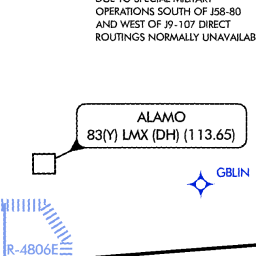 DUE TO SPECIAL MILITARY
OPERATIONS SOUTH OF J58-80
AND WEST OF J9-107 DIRECT
ROUTINGS NORMALLY UNAVAILAB
ALAMO
83(Y) LMX (DH) (113.65)
GBLIN
R-4806E